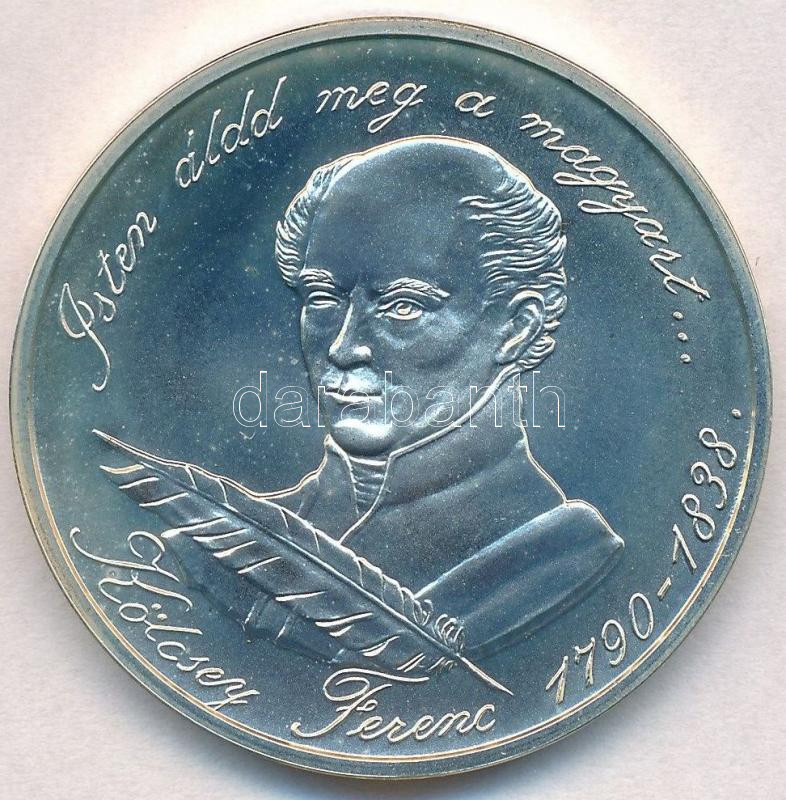 Isten áldd meg a magyart...
darabanth
Kölcsey Ferenc 1790-1838.